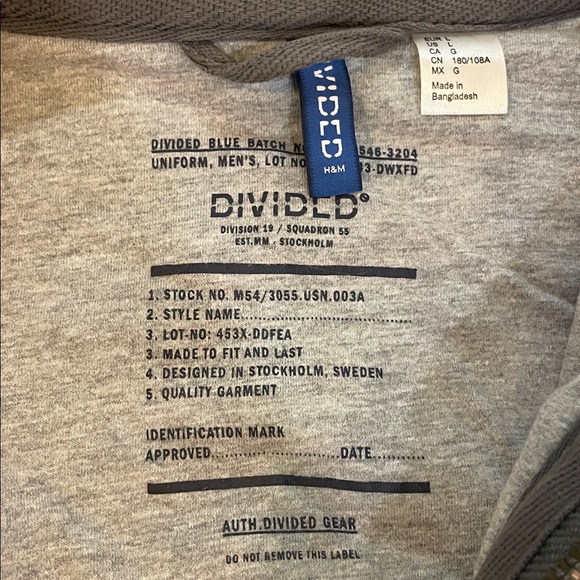 EUR L
US L
CA G
CN 180/108A
MX G
Made in
Bangladesh
VIDED
H&M
DIVIDED BLUE BATCH 546-3204
UNIFORM, MEN'S, LOT NO 3-DWXFD
DIVIDED
DIVISION 19 / SQUADRON 55
EST.MM - STOCKHOLM
1. STOCK NO. M54/3055.USN.003A
2. STYLE NAME........................
3. LOT-NO: 453X-DDFEA
3. MADE TO FIT AND LAST
4. DESIGNED IN STOCKHOLM, SWEDEN
5. QUALITY GARMENT
IDENTIFICATION MARK
APPROVED......................DATE...........
AUTH.DIVIDED GEAR
DO NOT REMOVE THIS LABEL